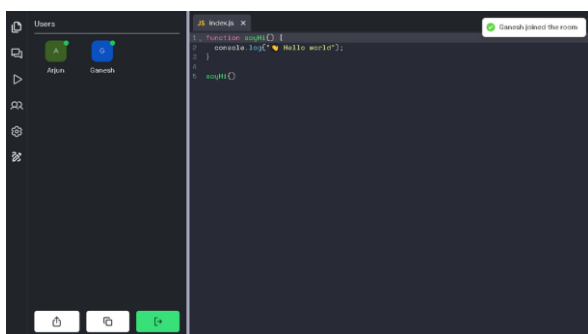 Users
A
G
Arjun
Ganesh
JS Index.js ×
Ganesh joined the room
1 function sayHi() {
2 console.log("👋 Hello world");
3 }
4
5 sayHi()